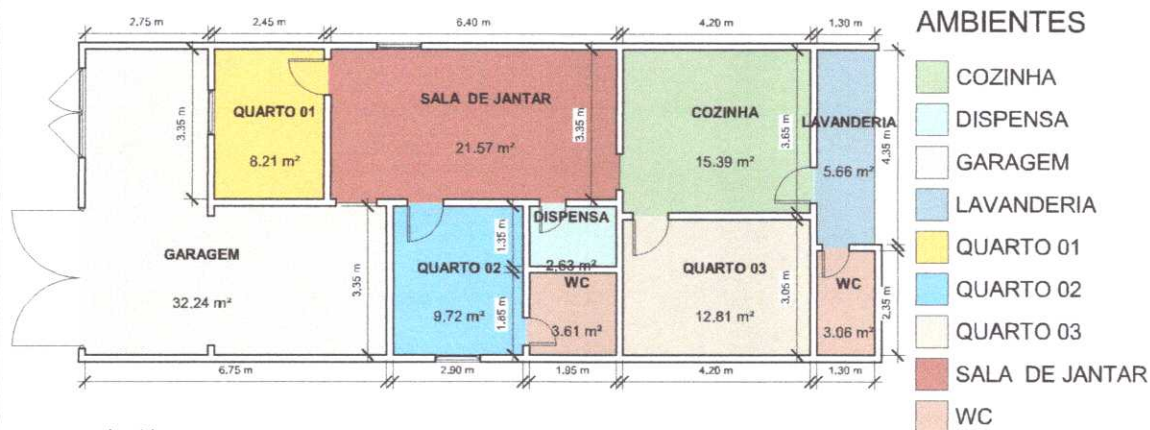 2.75 m 2.45 m 6.40 m 4.20 m 1.30 m
AMBIENTES
COZINHA
DISPENSA
GARAGEM
LAVANDERIA
QUARTO 01
QUARTO 02
QUARTO 03
SALA DE JANTAR
WC
QUARTO 01
8.21 m²
3.35 m
SALA DE JANTAR
21.57 m²
3.35 m
COZINHA
15.39 m²
3.65 m
LAVANDERIA
5.66 m²
4.35 m
GARAGEM
32.24 m²
3.35 m
QUARTO 02
9.72 m²
1.35 m
1.85 m
DISPENSA
2.63 m²
WC
3.61 m²
QUARTO 03
12.81 m²
3.05 m
WC
3.06 m²
2.35 m
6.75 m 2.90 m 1.95 m 4.20 m 1.30 m